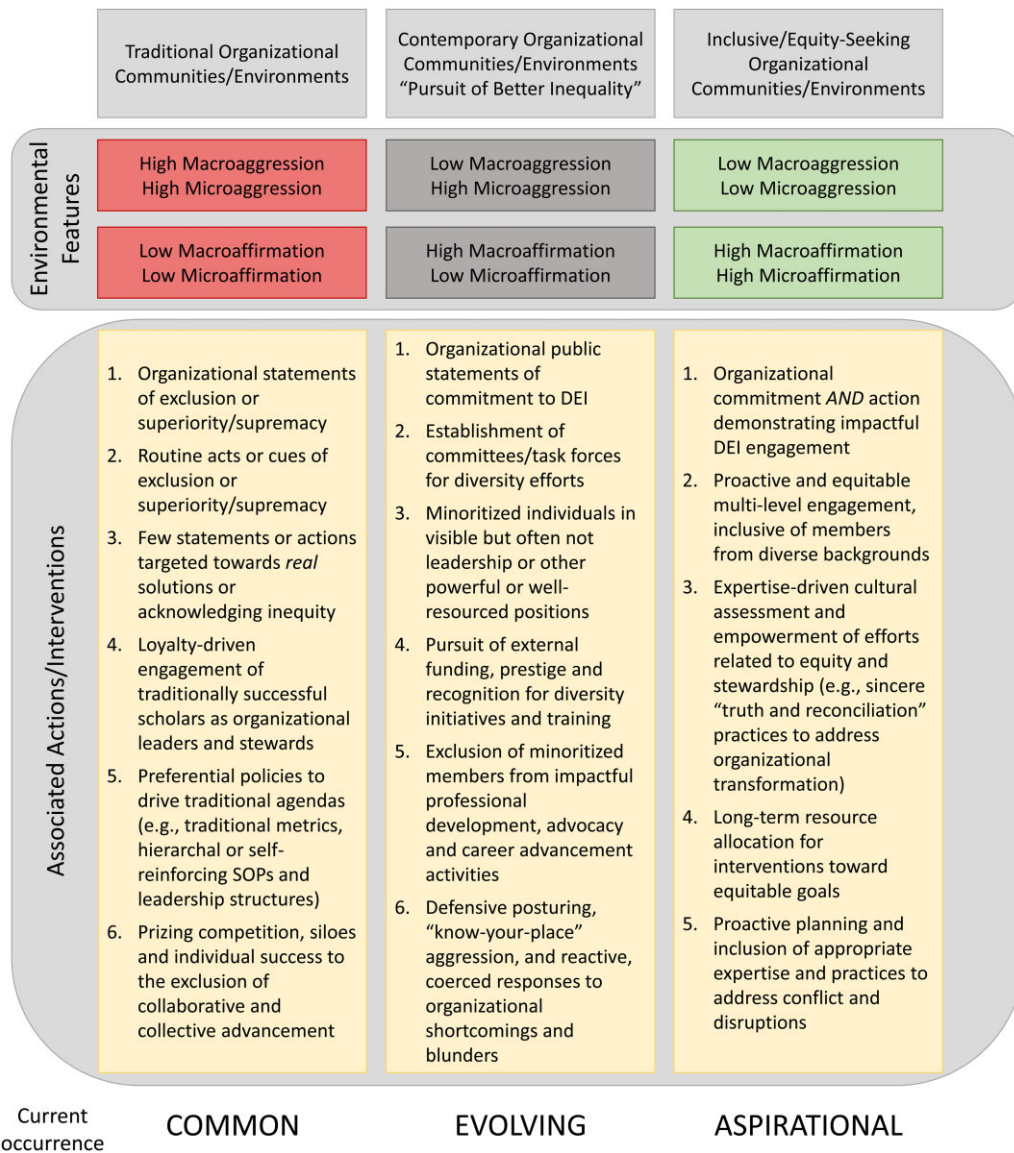 Traditional Organizational
Communities/Environments
Contemporary Organizational
Communities/Environments
“Pursuit of Better Inequality”
Inclusive/Equity-Seeking
Organizational
Communities/Environments
Environmental
Features
High Macroaggression
High Microaggression
Low Macroaggression
High Microaggression
Low Macroaggression
Low Microaggression
Low Macroaffirmation
Low Microaffirmation
High Macroaffirmation
Low Microaffirmation
High Macroaffirmation
High Microaffirmation
Associated Actions/Interventions
1. Organizational statements
of exclusion or
superiority/supremacy
2. Routine acts or cues of
exclusion or
superiority/supremacy
3. Few statements or actions
targeted towards real
solutions or
acknowledging inequity
4. Loyalty-driven
engagement of
traditionally successful
scholars as organizational
leaders and stewards
5. Preferential policies to
drive traditional agendas
(e.g., traditional metrics,
hierarchal or self-
reinforcing SOPs and
leadership structures)
6. Prizing competition, siloes
and individual success to
the exclusion of
collaborative and
collective advancement
1. Organizational public
statements of
commitment to DEI
2. Establishment of
committees/task forces
for diversity efforts
3. Minoritized individuals in
visible but often not
leadership or other
powerful or well-
resourced positions
4. Pursuit of external
funding, prestige and
recognition for diversity
initiatives and training
5. Exclusion of minoritized
members from impactful
professional
development, advocacy
and career advancement
activities
6. Defensive posturing,
“know-your-place”
aggression, and reactive,
coerced responses to
organizational
shortcomings and
blunders
1. Organizational
commitment AND action
demonstrating impactful
DEI engagement
2. Proactive and equitable
multi-level engagement,
inclusive of members
from diverse backgrounds
3. Expertise-driven cultural
assessment and
empowerment of efforts
related to equity and
stewardship (e.g., sincere
“truth and reconciliation”
practices to address
organizational
transformation)
4. Long-term resource
allocation for
interventions toward
equitable goals
5. Proactive planning and
inclusion of appropriate
expertise and practices to
address conflict and
disruptions
Current
occurrence
COMMON
EVOLVING
ASPIRATIONAL